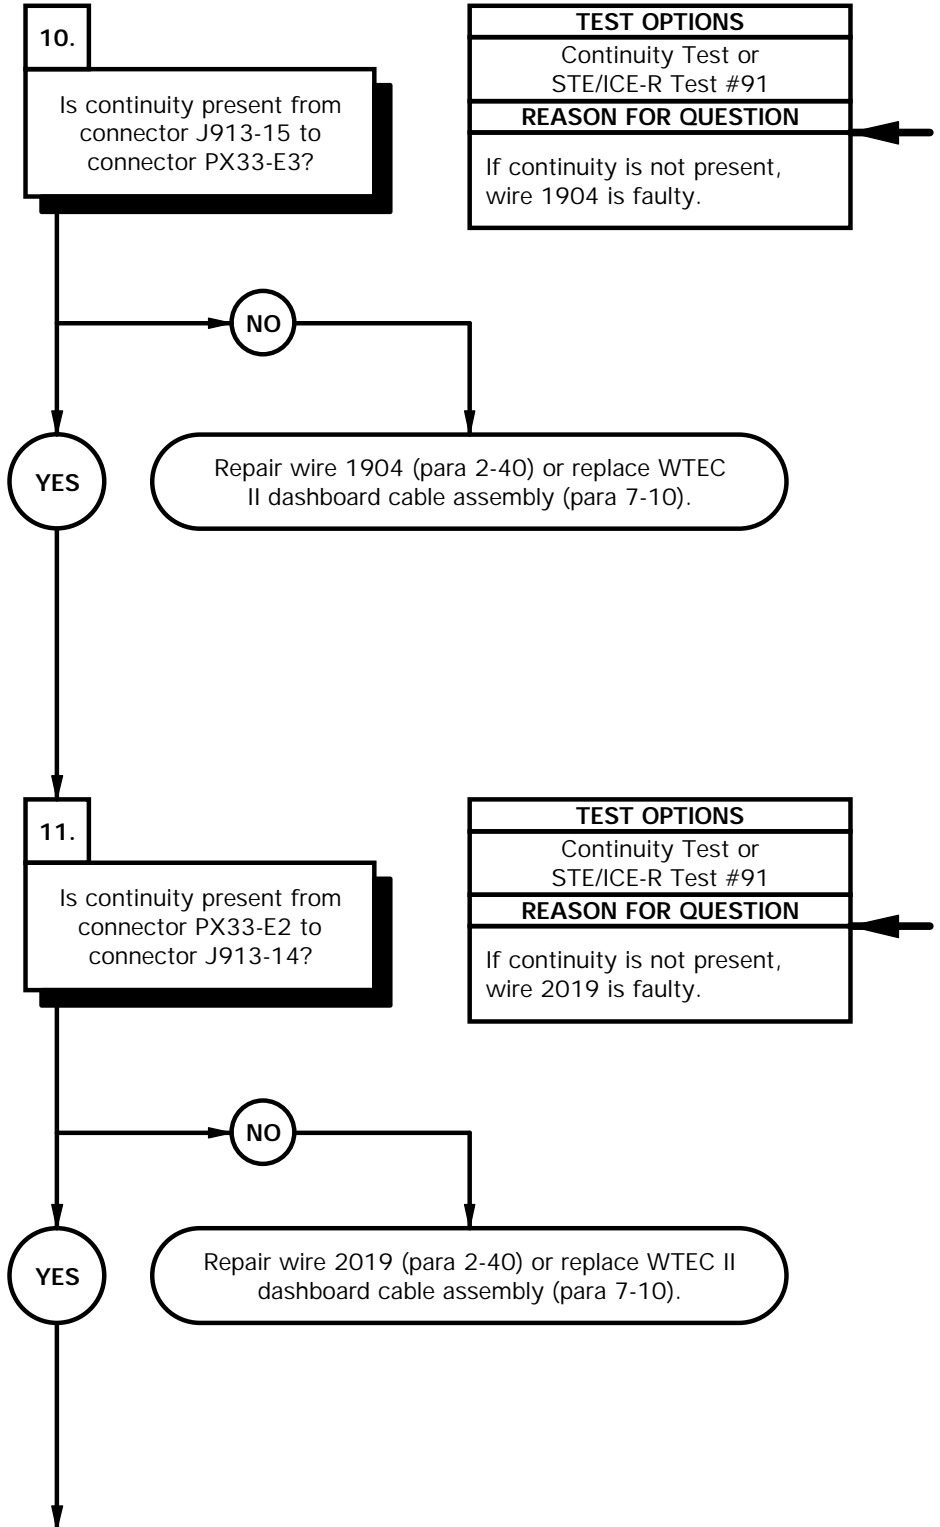 10.
Is continuity present from
connector J913-15 to
connector PX33-E3?
TEST OPTIONS
Continuity Test or
STE/ICE-R Test #91
REASON FOR QUESTION
If continuity is not present,
wire 1904 is faulty.
NO
YES
Repair wire 1904 (para 2-40) or replace WTEC
II dashboard cable assembly (para 7-10).
11.
Is continuity present from
connector PX33-E2 to
connector J913-14?
TEST OPTIONS
Continuity Test or
STE/ICE-R Test #91
REASON FOR QUESTION
If continuity is not present,
wire 2019 is faulty.
NO
YES
Repair wire 2019 (para 2-40) or replace WTEC II
dashboard cable assembly (para 7-10).